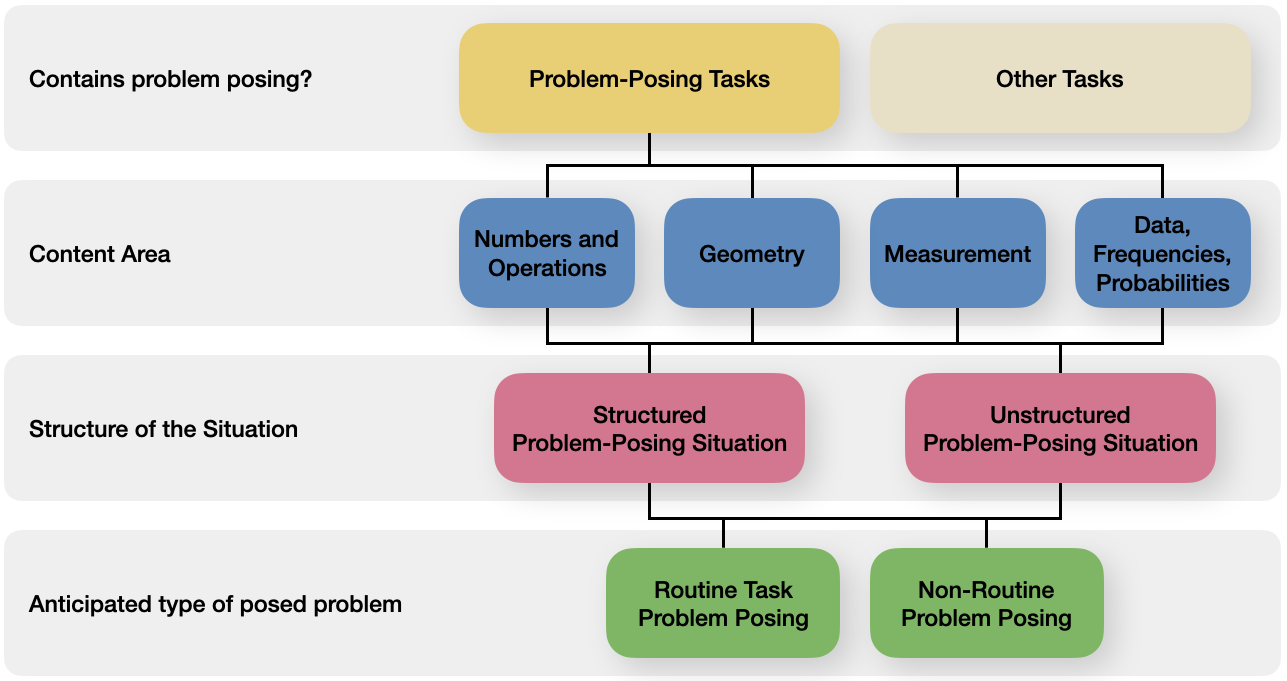 Contains problem posing?
Problem-Posing Tasks
Other Tasks
Content Area
Numbers and
Operations
Geometry
Measurement
Data,
Frequencies,
Probabilities
Structure of the Situation
Structured
Problem-Posing Situation
Unstructured
Problem-Posing Situation
Anticipated type of posed problem
Routine Task
Problem Posing
Non-Routine
Problem Posing